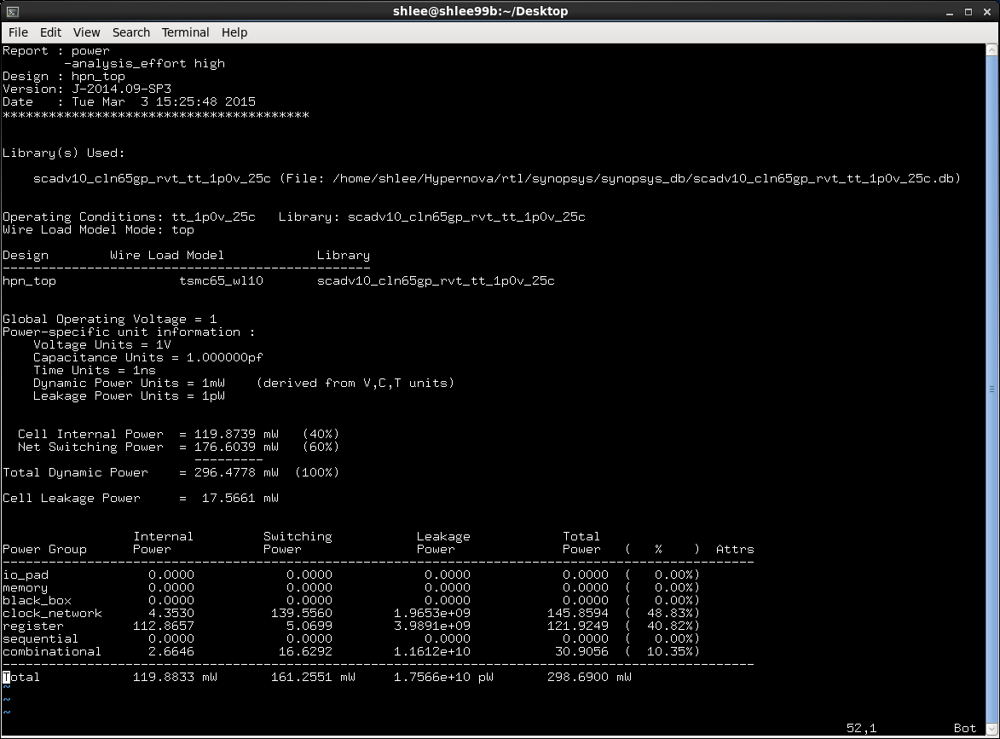 shlee@shlee99b:~/Desktop
File Edit View Search Terminal Help
Report : power
        -analysis_effort high
Design : hpn_top
Version: J-2014.09-SP3
Date   : Tue Mar  3 15:25:48 2015
****************************************
Library(s) Used:
    scadv10_cln65gp_rvt_tt_1p0v_25c (File: /home/shlee/Hypernova/rtl/synopsys/synopsys_db/scadv10_cln65gp_rvt_tt_1p0v_25c.db)
Operating Conditions: tt_1p0v_25c   Library: scadv10_cln65gp_rvt_tt_1p0v_25c
Wire Load Model Mode: top
Design        Wire Load Model            Library
------------------------------------------------
hpn_top                tsmc65_wl10       scadv10_cln65gp_rvt_tt_1p0v_25c
Global Operating Voltage = 1
Power-specific unit information :
    Voltage Units = 1V
    Capacitance Units = 1.000000pf
    Time Units = 1ns
    Dynamic Power Units = 1mW    (derived from V,C,T units)
    Leakage Power Units = 1pW
  Cell Internal Power  = 119.8739 mW   (40%)
  Net Switching Power  = 176.6039 mW   (60%)
                         ---------
Total Dynamic Power    = 296.4778 mW  (100%)
Cell Leakage Power     =  17.5661 mW
                 Internal         Switching           Leakage            Total
Power Group      Power            Power               Power              Power   (   %    )  Attrs
--------------------------------------------------------------------------------------------------
io_pad             0.0000            0.0000            0.0000            0.0000  (   0.00%)
memory             0.0000            0.0000            0.0000            0.0000  (   0.00%)
black_box          0.0000            0.0000            0.0000            0.0000  (   0.00%)
clock_network      4.3530          139.5560        1.9653e+09          145.8594  (  48.83%)
register         112.8657            5.0699        3.9891e+09          121.9249  (  40.82%)
sequential         0.0000            0.0000            0.0000            0.0000  (   0.00%)
combinational      2.6646           16.6292        1.1612e+10           30.9056  (  10.35%)
--------------------------------------------------------------------------------------------------
Total            119.8833 mW       161.2551 mW     1.7566e+10 pW       298.6900 mW
~
~
~
52,1          Bot